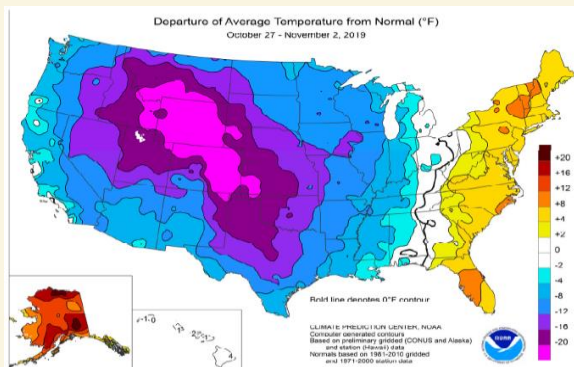 Departure of Average Temperature from Normal (°F)
October 27 - November 2, 2019
+20
+16
+12
+8
+4
+2
0
-2
-4
-8
-12
-16
-20
Bold line denotes 0°F contour
CLIMATE PREDICTION CENTER, NOAA
Computer generated contours
Based on preliminary gridded (CONUS and Alaska)
and station (Hawaii) data
Normals based on 1981-2010 gridded
and 1971-2000 station data
NOAA
4